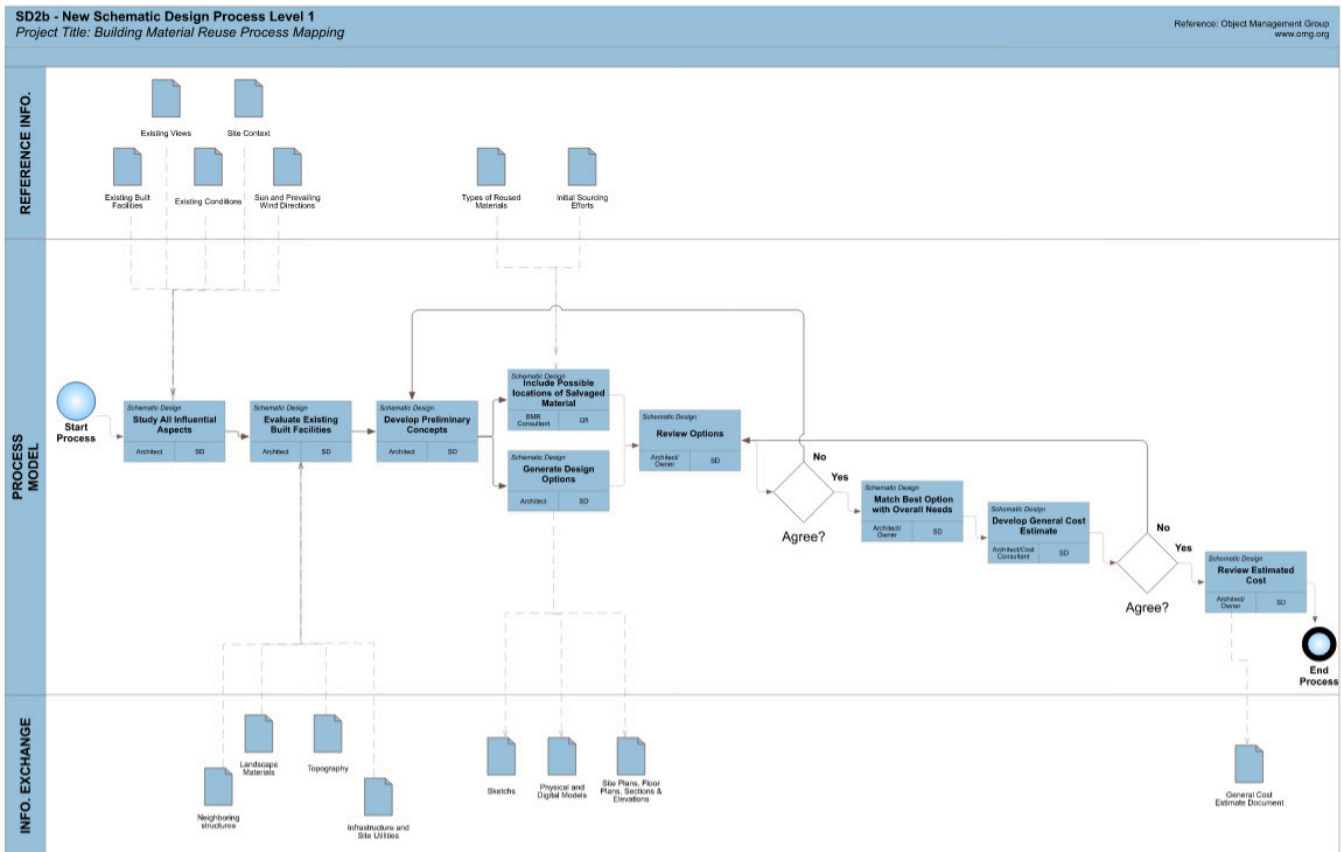 SD2b - New Schematic Design Process Level 1
Project Title: Building Material Reuse Process Mapping
Reference: Object Management Group
www.omg.org
REFERENCE INFO.
Existing Views
Site Context
Existing Built
Facilities
Existing Conditions
Sun and Prevailing
Wind Directions
Types of Reused
Materials
Initial Sourcing
Efforts
PROCESS
MODEL
Start
Process
Schematic Design
Study All Influential
Aspects
Architect
SD
Schematic Design
Evaluate Existing
Built Facilities
Architect
SD
Schematic Design
Develop Preliminary
Concepts
Architect
SD
Schematic Design
Include Possible
locations of Salvaged
Material
BMR
Consultant
QB
Schematic Design
Generate Design
Options
Architect
SD
Schematic Design
Review Options
Architect/
Owner
SD
No
Yes
Agree?
Schematic Design
Match Best Option
with Overall Needs
Architect/
Owner
SD
Schematic Design
Develop General Cost
Estimate
Architect/Cost
Consultant
SD
No
Yes
Agree?
Schematic Design
Review Estimated
Cost
Architect/
Owner
SD
End
Process
INFO. EXCHANGE
Neighboring
structures
Landscape
Materials
Topography
Infrastructure and
Site Utilities
Sketchs
Physical and
Digital Models
Site Plans, Floor
Plans, Sections &
Elevations
General Cost
Estimate Document